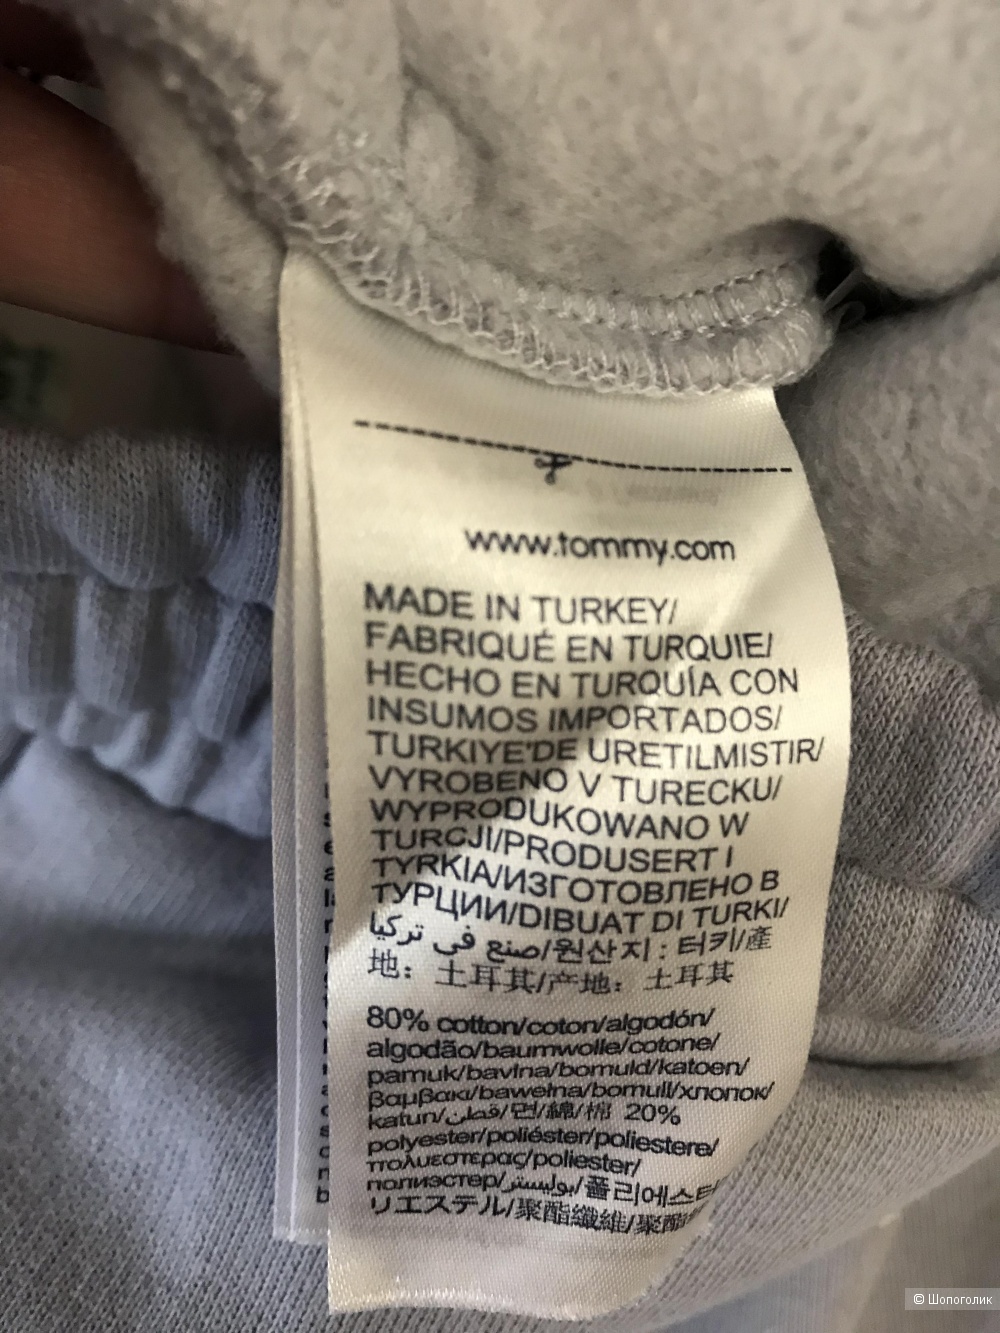 www.tommy.com
MADE IN TURKEY/
FABRIQUÉ EN TURQUIE/
HECHO EN TURQUÍA CON
INSUMOS IMPORTADOS/
TURKIYE'DE URETILMISTIR/
VYROBENO V TURECKU/
WYPRODUKOWANO W
TURCJI/PRODUSERT I
TYRKIA/ИЗГОТОВЛЕНО В
ТУРЦИИ/DIBUAT DI TURKI/
صنع في تركيا/원산지 : 터키/產
地： 土耳其/产地： 土耳其
80% cotton/coton/algodón/
algodão/baumwolle/cotone/
pamuk/bavlna/bomuld/katoen/
βαμβακι/bawełna/bomull/хлопок/
katun/قطن/면/綿/棉 20%
polyester/poliéster/poliestere/
πολυεστερας/poliester/
полиэстер/بوليستر/폴리에스터
リエステル/聚酯纖維/聚酯
© Шопоголик